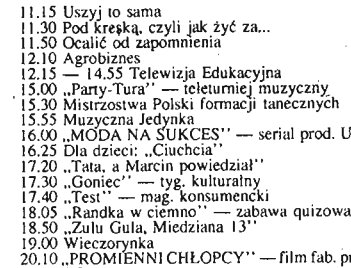 11.15 Uszyj to sama
11.30 Pod kreską, czyli jak żyć za...
11.50 Ocalić od zapomnienia
12.10 Agrobiznes
12.15 — 14.55 Telewizja Edukacyjna
15.00 „Party-Tura" — teleturniej muzyczny
15.30 Mistrzostwa Polski formacji tanecznych
15.55 Muzyczna Jedynka
16.00 „MODA NA SUKCES" — serial prod. U
16.25 Dla dzieci: „Ciuchcia"
17.20 „Tata, a Marcin powiedział"
17.30 „Goniec" — tyg. kulturalny
17.40 „Test" — mag. konsumencki
18.05 „Randka w ciemno" — zabawa quizowa
18.50 „Zulu Gula, Miedziana 13"
19.00 Wieczorynka
20.10 „PROMIENNI CHŁOPCY" — film fab. pr